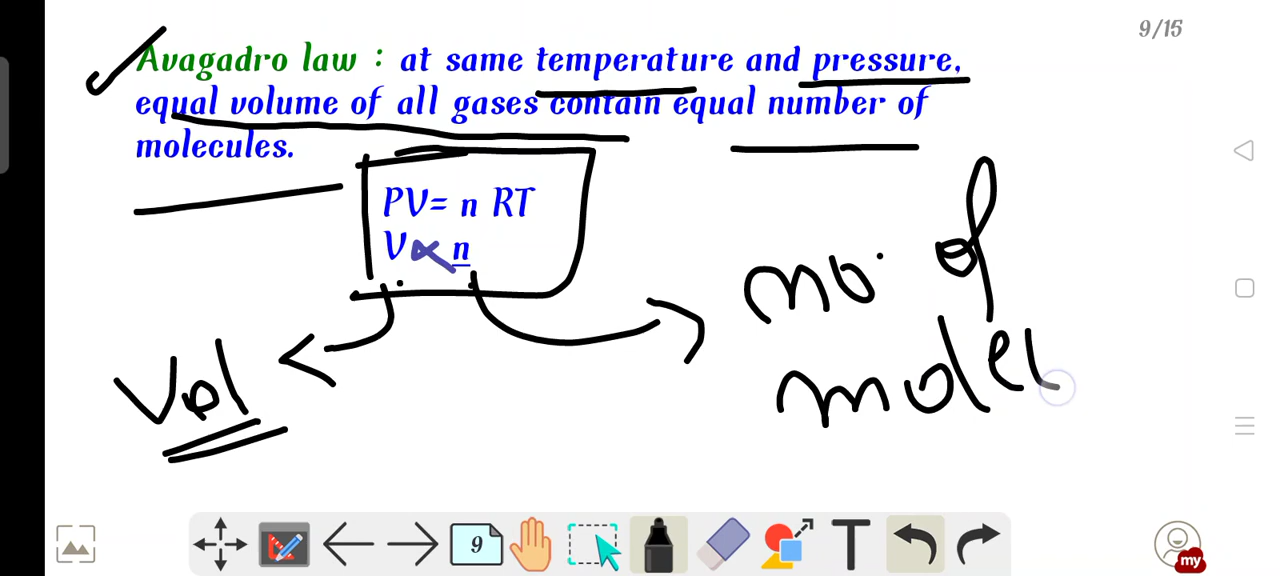 9/15
Avagadro law : at same temperature and pressure,
equal volume of all gases contain equal number of
molecules.
PV= n RT
V ∝ n
no. of
Vol
molec
9
T
my